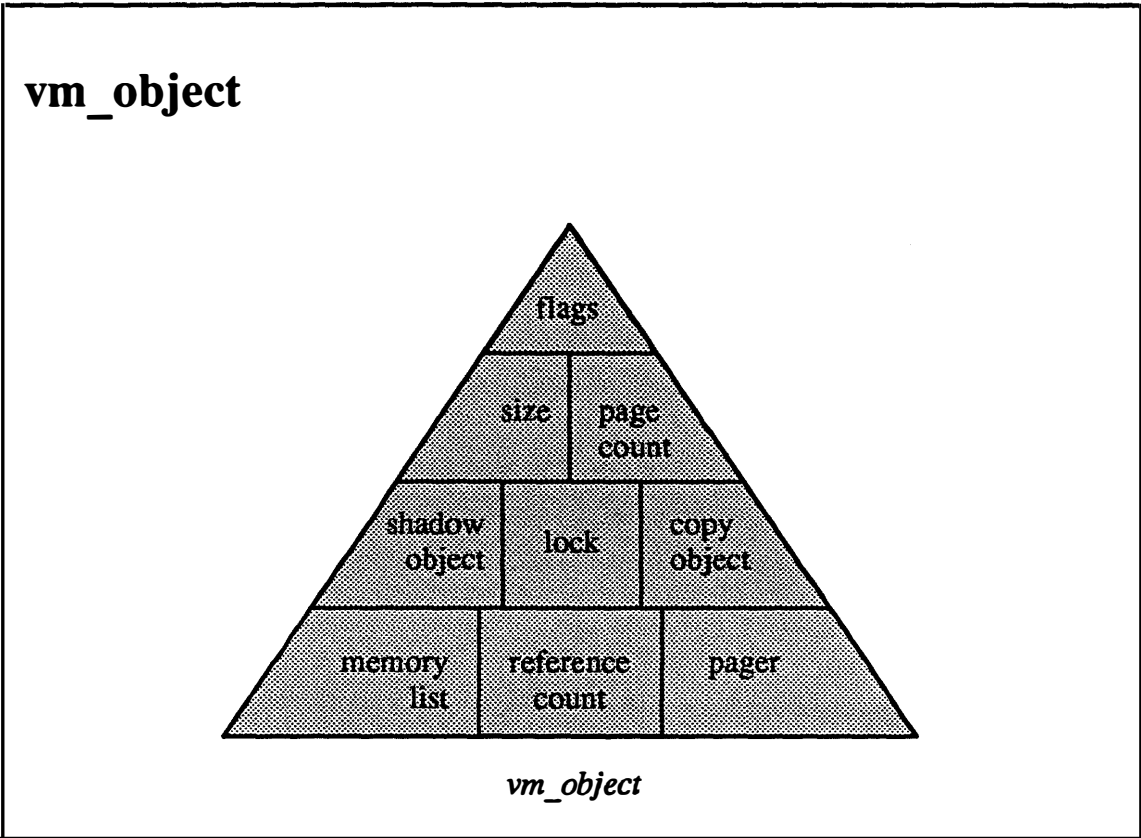 vm_object
flags
size
page
count
shadow
object
lock
copy
object
memory
list
reference
count
pager
vm_object